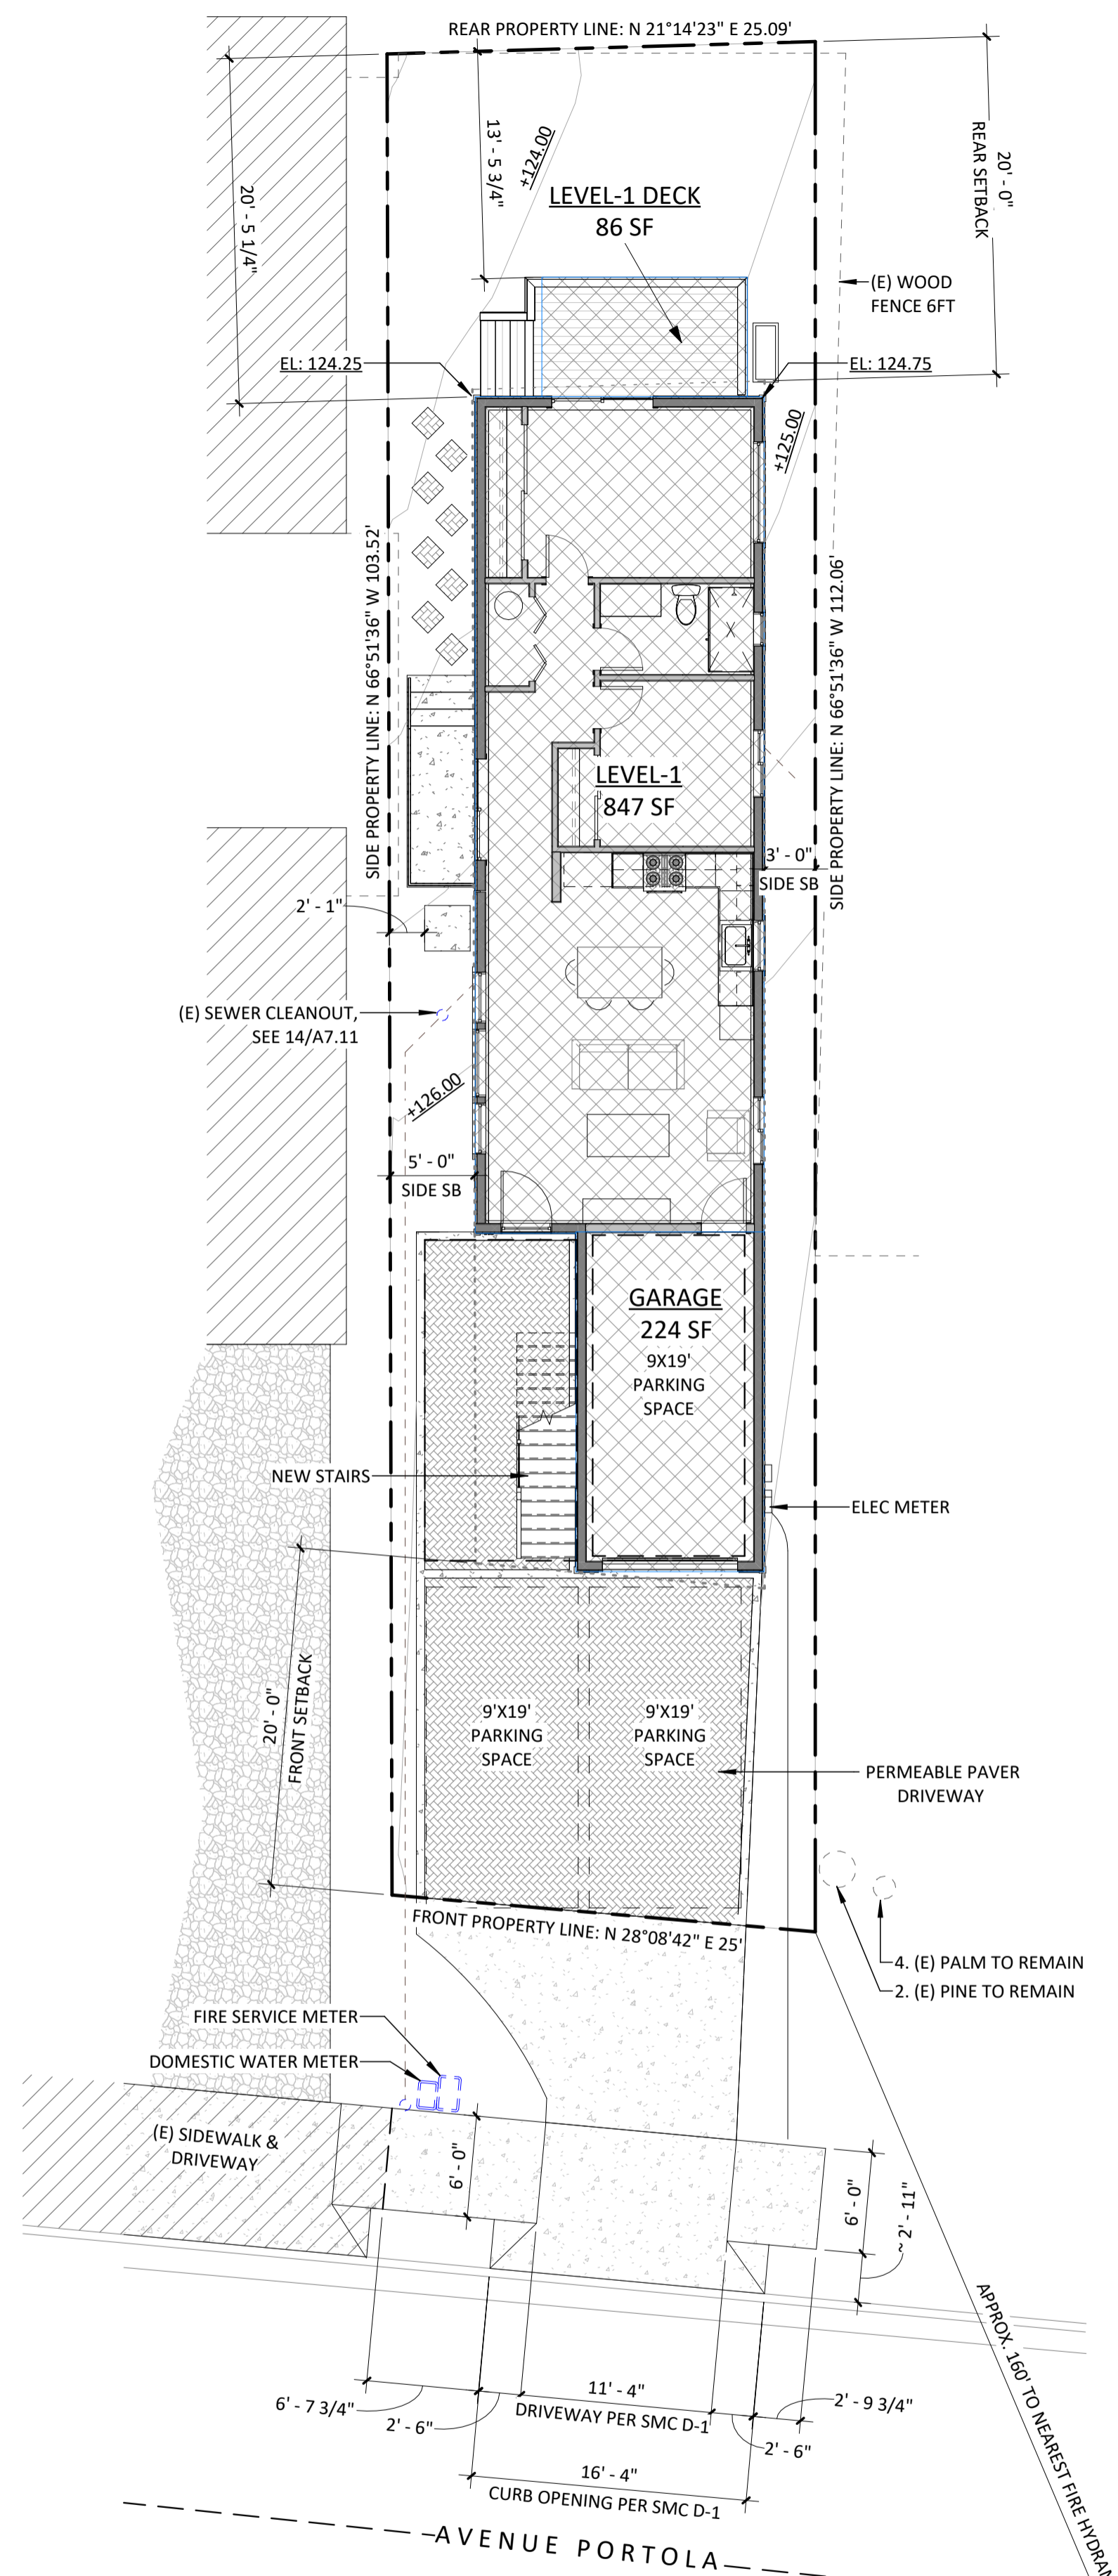 REAR PROPERTY LINE: N 21°14'23" E 25.09'
20' - 5 1/4"
13' - 5 3/4"
+124.00
LEVEL-1 DECK
86 SF
20' - 0"
REAR SETBACK
(E) WOOD
FENCE 6FT
EL: 124.25
EL: 124.75
+125.00
SIDE PROPERTY LINE: N 66°51'36" W 103.52'
SIDE PROPERTY LINE: N 66°51'36" W 112.06'
LEVEL-1
847 SF
3' - 0"
SIDE SB
2' - 1"
(E) SEWER CLEANOUT,
SEE 14/A7.11
+126.00
5' - 0"
SIDE SB
GARAGE
224 SF
9X19'
PARKING
SPACE
NEW STAIRS
ELEC METER
20' - 0"
FRONT SETBACK
9'X19'
PARKING
SPACE
9'X19'
PARKING
SPACE
PERMEABLE PAVER
DRIVEWAY
FRONT PROPERTY LINE: N 28°08'42" E 25'
4. (E) PALM TO REMAIN
2. (E) PINE TO REMAIN
FIRE SERVICE METER
DOMESTIC WATER METER
(E) SIDEWALK &
DRIVEWAY
6' - 0"
6' - 0"
~ 2' - 11"
6' - 7 3/4"
2' - 6"
11' - 4"
DRIVEWAY PER SMC D-1
2' - 9 3/4"
2' - 6"
16' - 4"
CURB OPENING PER SMC D-1
APPROX. 160' TO NEAREST FIRE
AVENUE PORTOLA